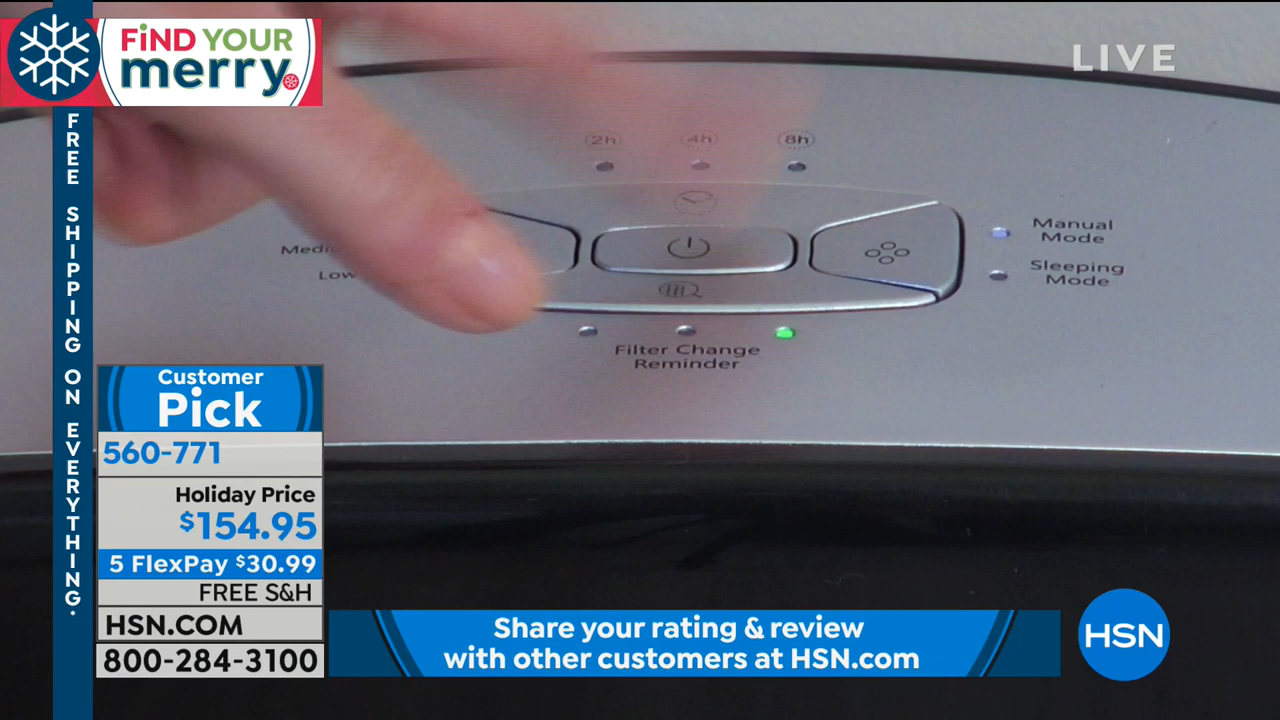 FiND YOUR
merry.
LIVE
FREE SHIPPING ON EVERYTHING.*
2h
4h
8h
Manual
Mode
Sleeping
Mode
Low
Filter Change
Reminder
Customer
Pick
560-771
Holiday Price
$154.95
5 FlexPay $30.99
FREE S&H
HSN.COM
800-284-3100
Share your rating & review
with other customers at HSN.com
HSN